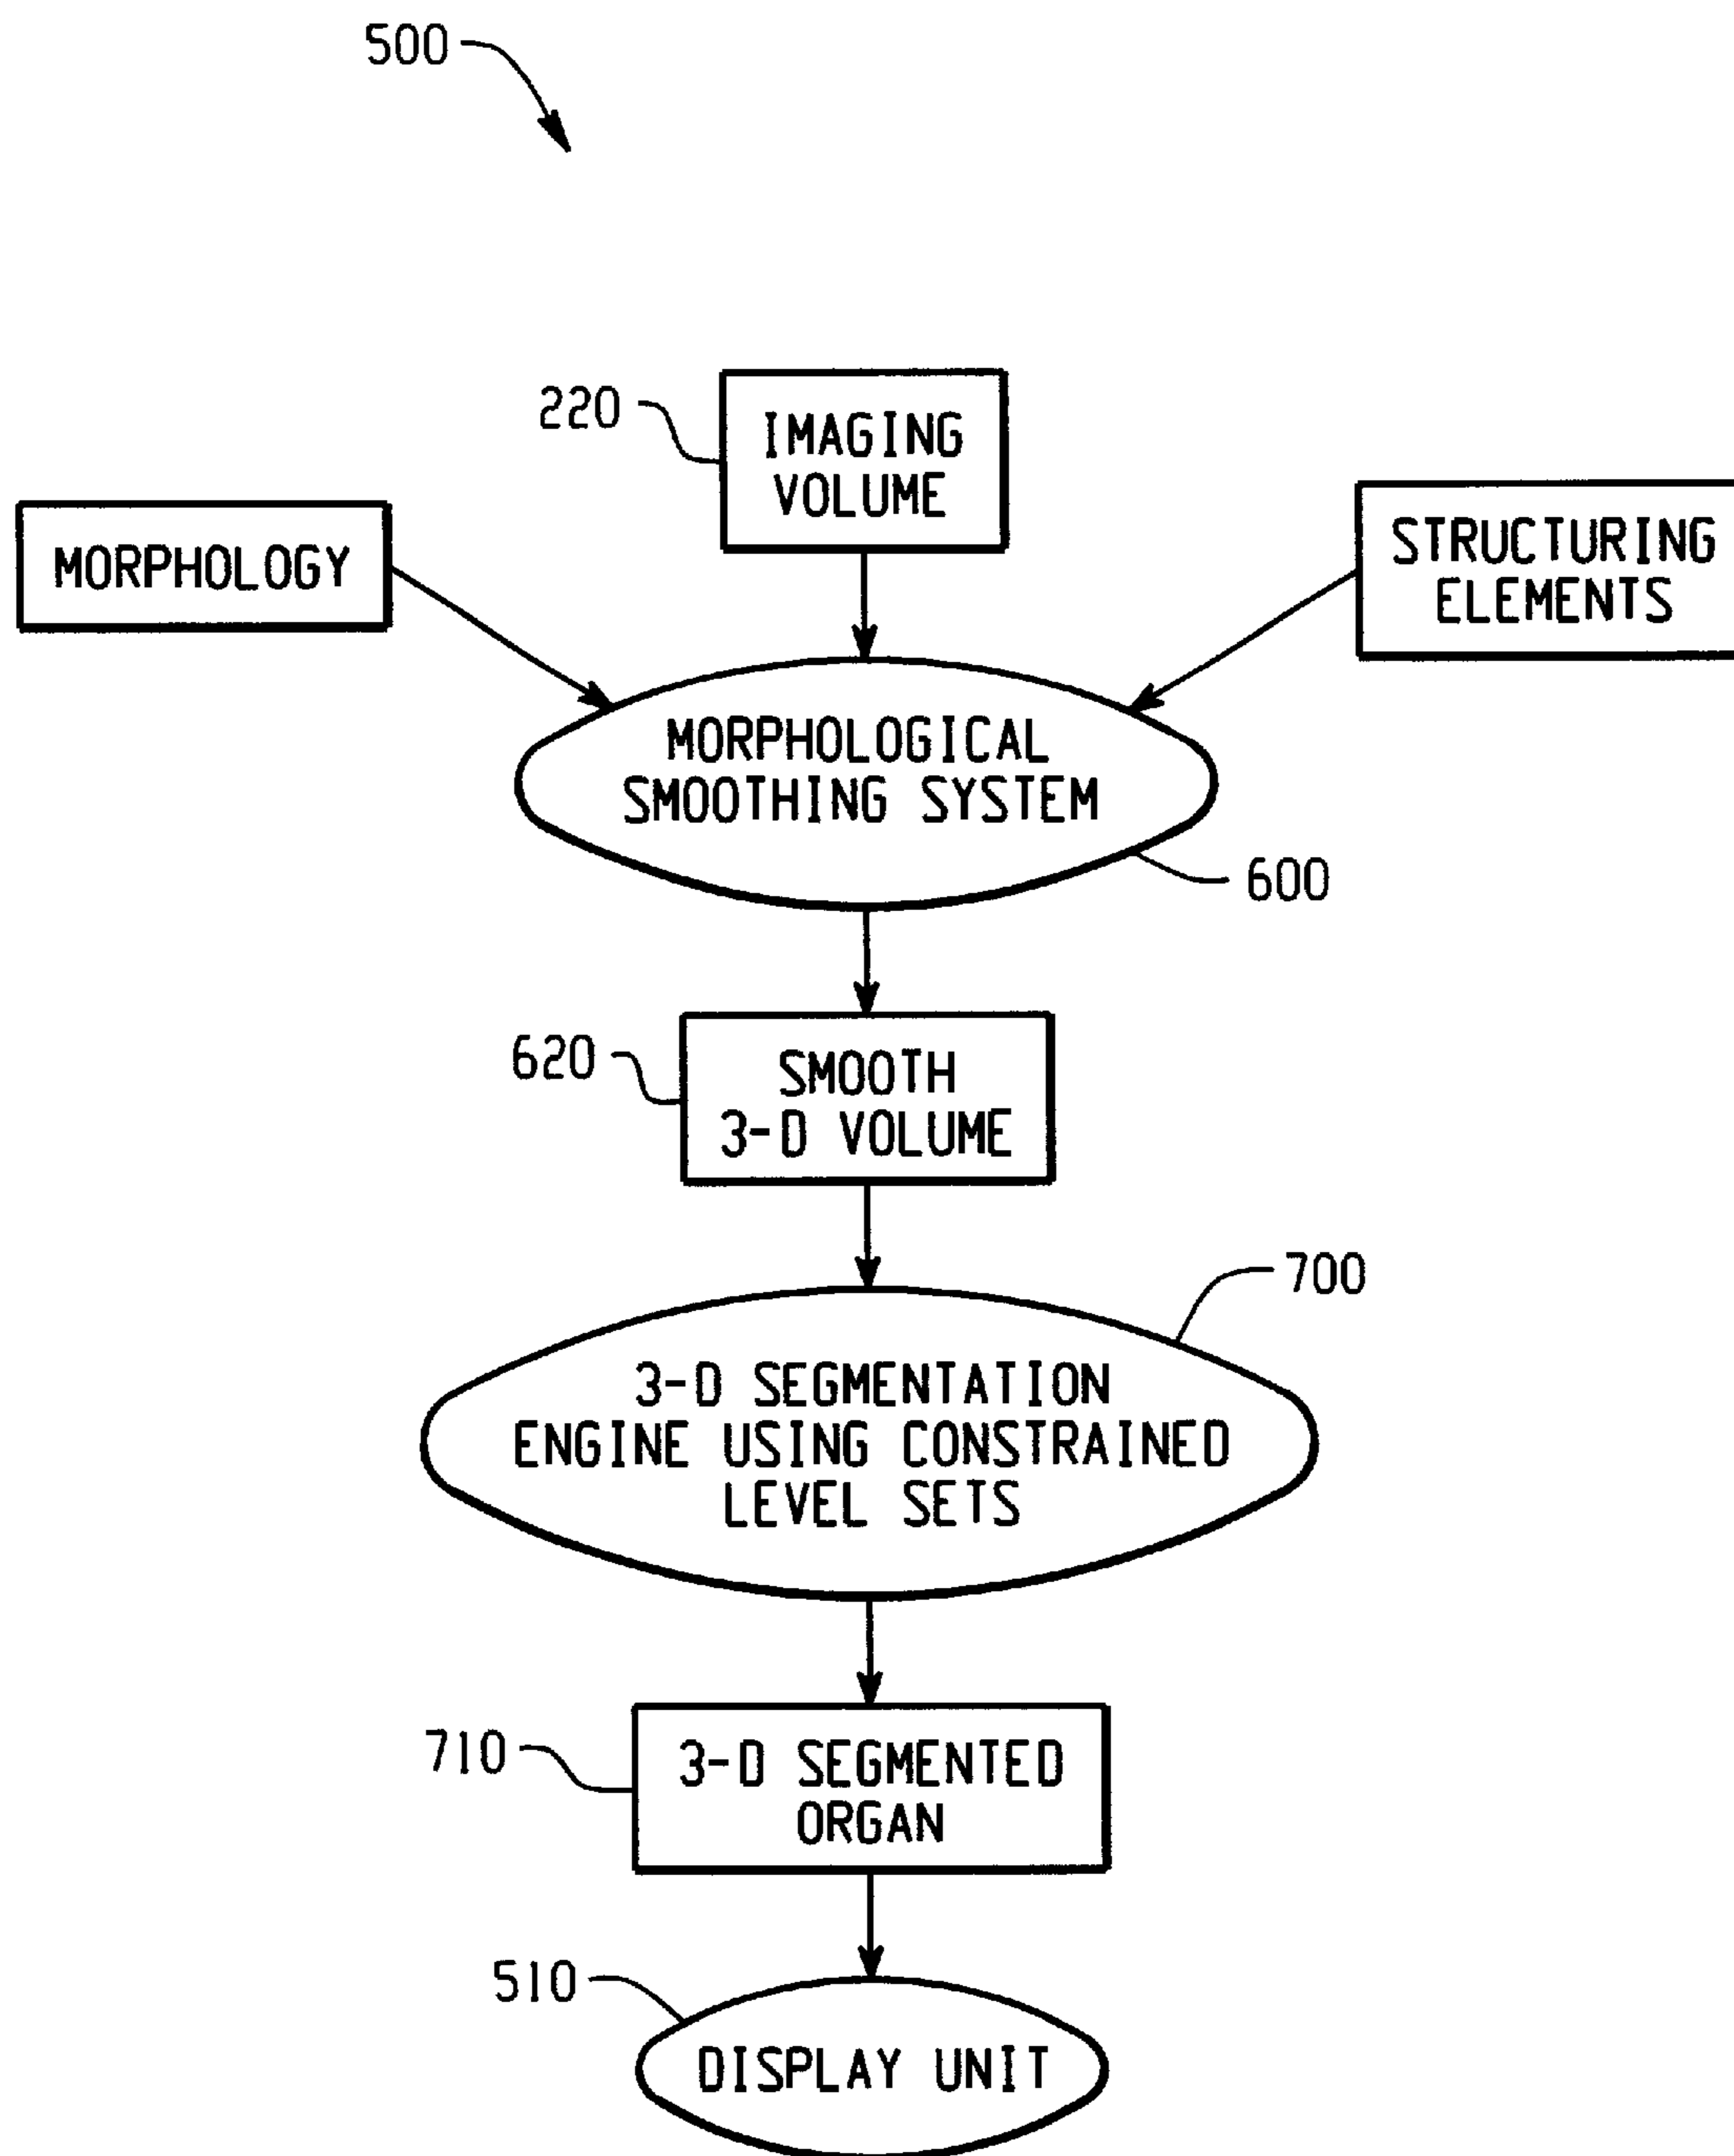 500
220
IMAGING
VOLUME
MORPHOLOGY
STRUCTURING
ELEMENTS
MORPHOLOGICAL
SMOOTHING SYSTEM
600
620
SMOOTH
3-D VOLUME
700
3-D SEGMENTATION
ENGINE USING CONSTRAINED
LEVEL SETS
710
3-D SEGMENTED
ORGAN
510
DISPLAY UNIT